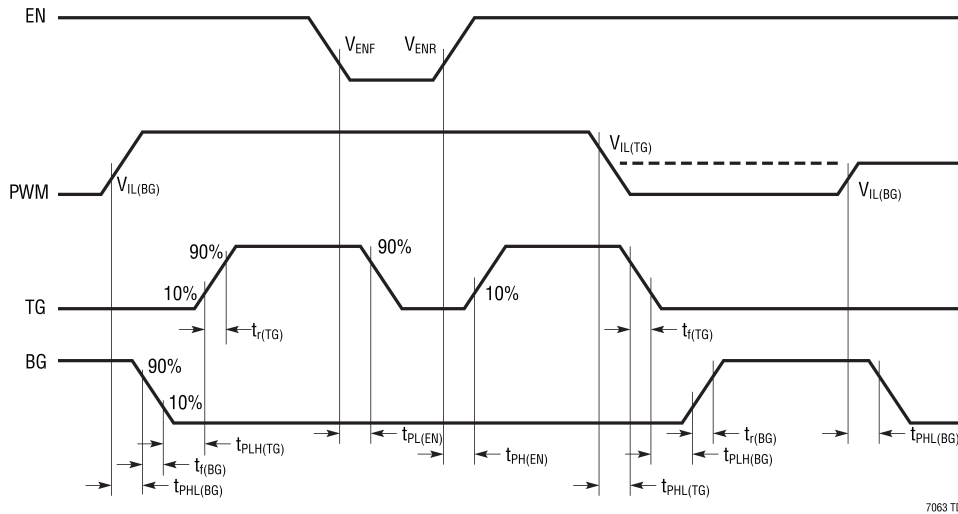 EN
V_ENF
V_ENR
V_IL(TG)
PWM
V_IL(BG)
V_IL(BG)
90%
90%
10%
10%
TG
t_r(TG)
t_f(TG)
BG
90%
10%
t_PLH(TG)
t_PL(EN)
t_r(BG)
t_PHL(BG)
t_f(BG)
t_PH(EN)
t_PLH(BG)
t_PHL(BG)
t_PHL(TG)
7063